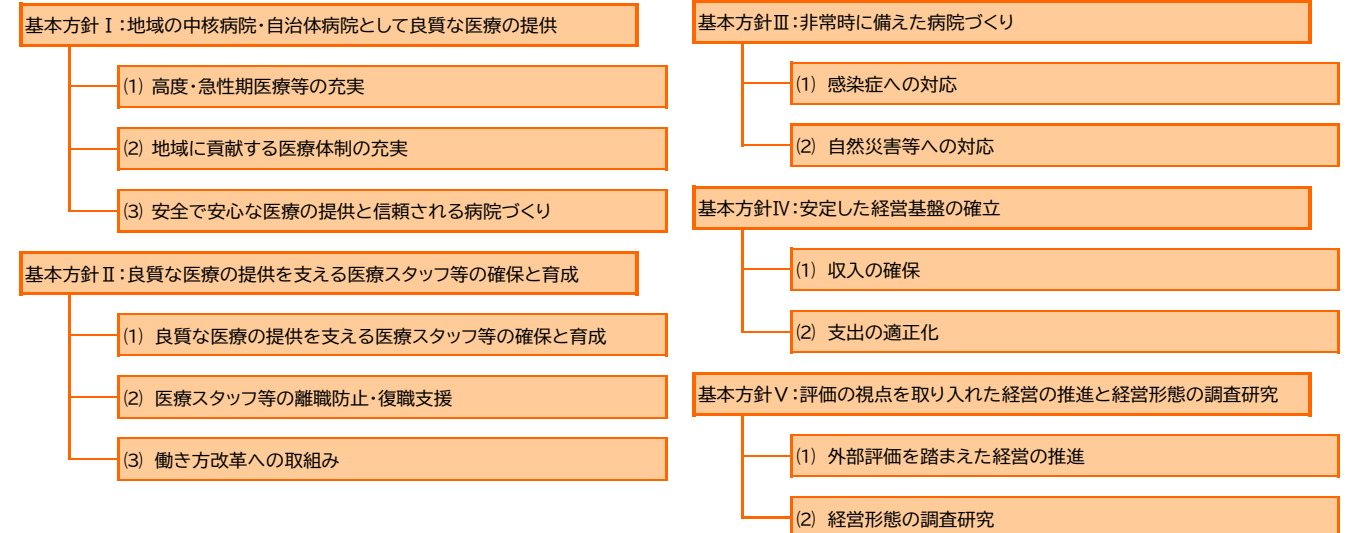 基本方針Ⅰ:地域の中核病院・自治体病院として良質な医療の提供
⑴ 高度・急性期医療等の充実
⑵ 地域に貢献する医療体制の充実
⑶ 安全で安心な医療の提供と信頼される病院づくり
基本方針Ⅱ:良質な医療の提供を支える医療スタッフ等の確保と育成
⑴ 良質な医療の提供を支える医療スタッフ等の確保と育成
⑵ 医療スタッフ等の離職防止・復職支援
⑶ 働き方改革への取組み
基本方針Ⅲ:非常時に備えた病院づくり
⑴ 感染症への対応
⑵ 自然災害等への対応
基本方針Ⅳ:安定した経営基盤の確立
⑴ 収入の確保
⑵ 支出の適正化
基本方針Ⅴ:評価の視点を取り入れた経営の推進と経営形態の調査研究
⑴ 外部評価を踏まえた経営の推進
⑵ 経営形態の調査研究